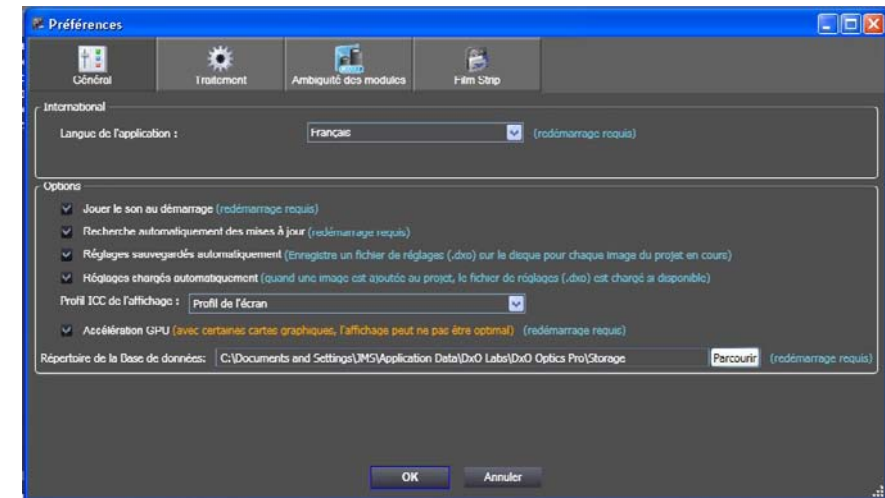 Préférences
Général Traitement Ambiguité des modules Film Strip
International
Langue de l'application : Français (redémarrage requis)
Options
Jouer le son au démarrage (redémarrage requis)
Recherche automatiquement des mises à jour (redémarrage requis)
Réglages sauvegardés automatiquement (Enregistre un fichier de réglages (.dxo) sur le disque pour chaque image du projet en cours)
Réglages chargés automatiquement (quand une image est ajoutée au projet, le fichier de réglages (.dxo) est chargé si disponible)
Profil ICC de l'affichage : Profil de l'écran
Accélération GPU (avec certaines cartes graphiques, l'affichage peut ne pas être optimal) (redémarrage requis)
Répertoire de la Base de données: C:\Documents and Settings\JMS\Application Data\DxO Labs\DxO Optics Pro\Storage Parcourir (redémarrage requis)
OK Annuler